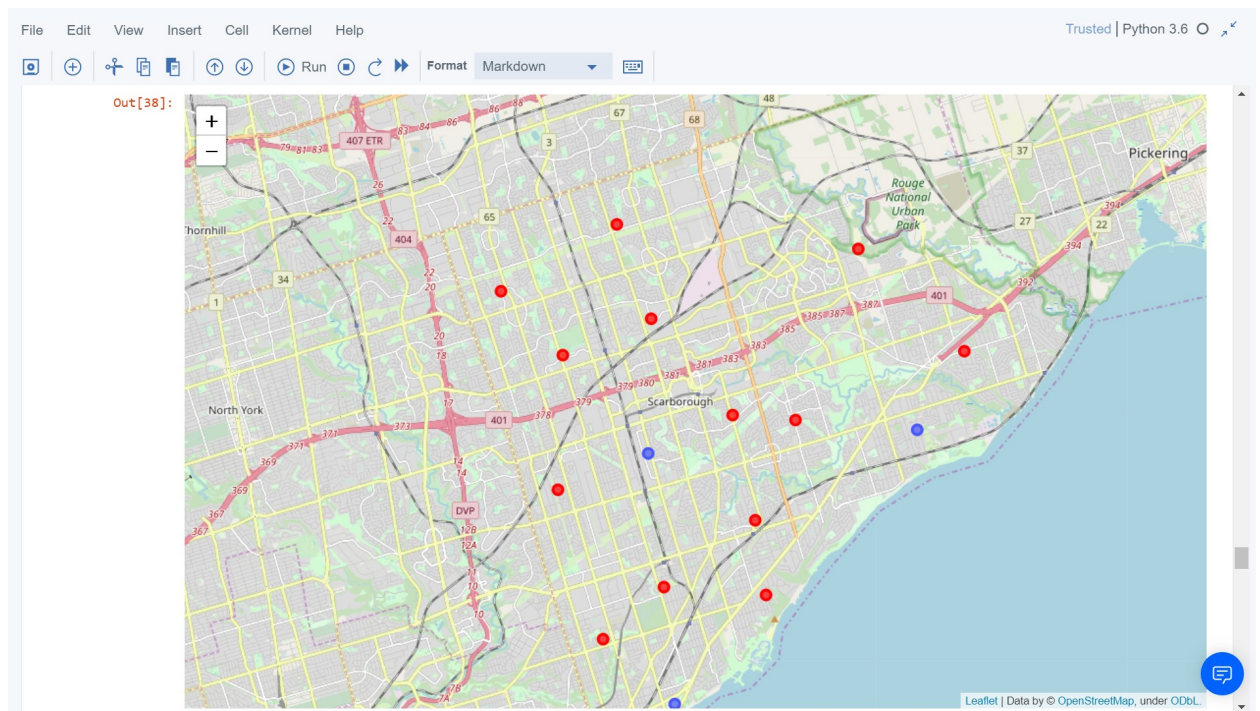 File Edit View Insert Cell Kernel Help
Trusted | Python 3.6
Run Format Markdown
Out[38]:
+
−
48
67
68
86 86
83 84 86
407 ETR
79 81 83
3
37
Pickering
26
Rouge
National
Urban
Park
394
65
22
27
22
Thornhill
404
394
22
20
34
392
1
401
387
385 387
385
20
18
383
381 383
381
379 380
379
378
Scarborough
17
North York
401
373
371
371
369
14
14
369
DVP
367
367
12B
12A
11
10
10
7B
7A
Leaflet | Data by © OpenStreetMap, under ODbL.